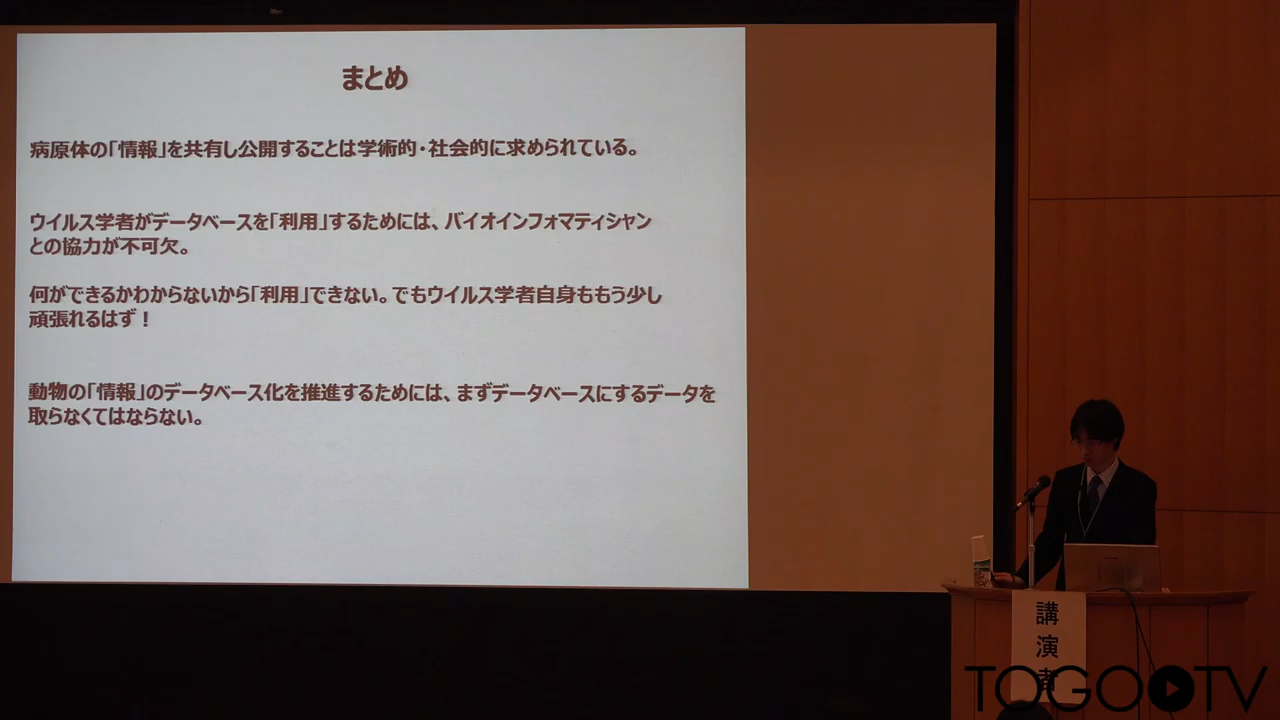 まとめ
病原体の「情報」を共有し公開することは学術的・社会的に求められている。
ウイルス学者がデータベースを「利用」するためには、バイオインフォマティシャン
との協力が不可欠。
何ができるかわからないから「利用」できない。でもウイルス学者自身ももう少し
頑張れるはず！
動物の「情報」のデータベース化を推進するためには、まずデータベースにするデータを
取らなくてはならない。
講演者
TOGOTV